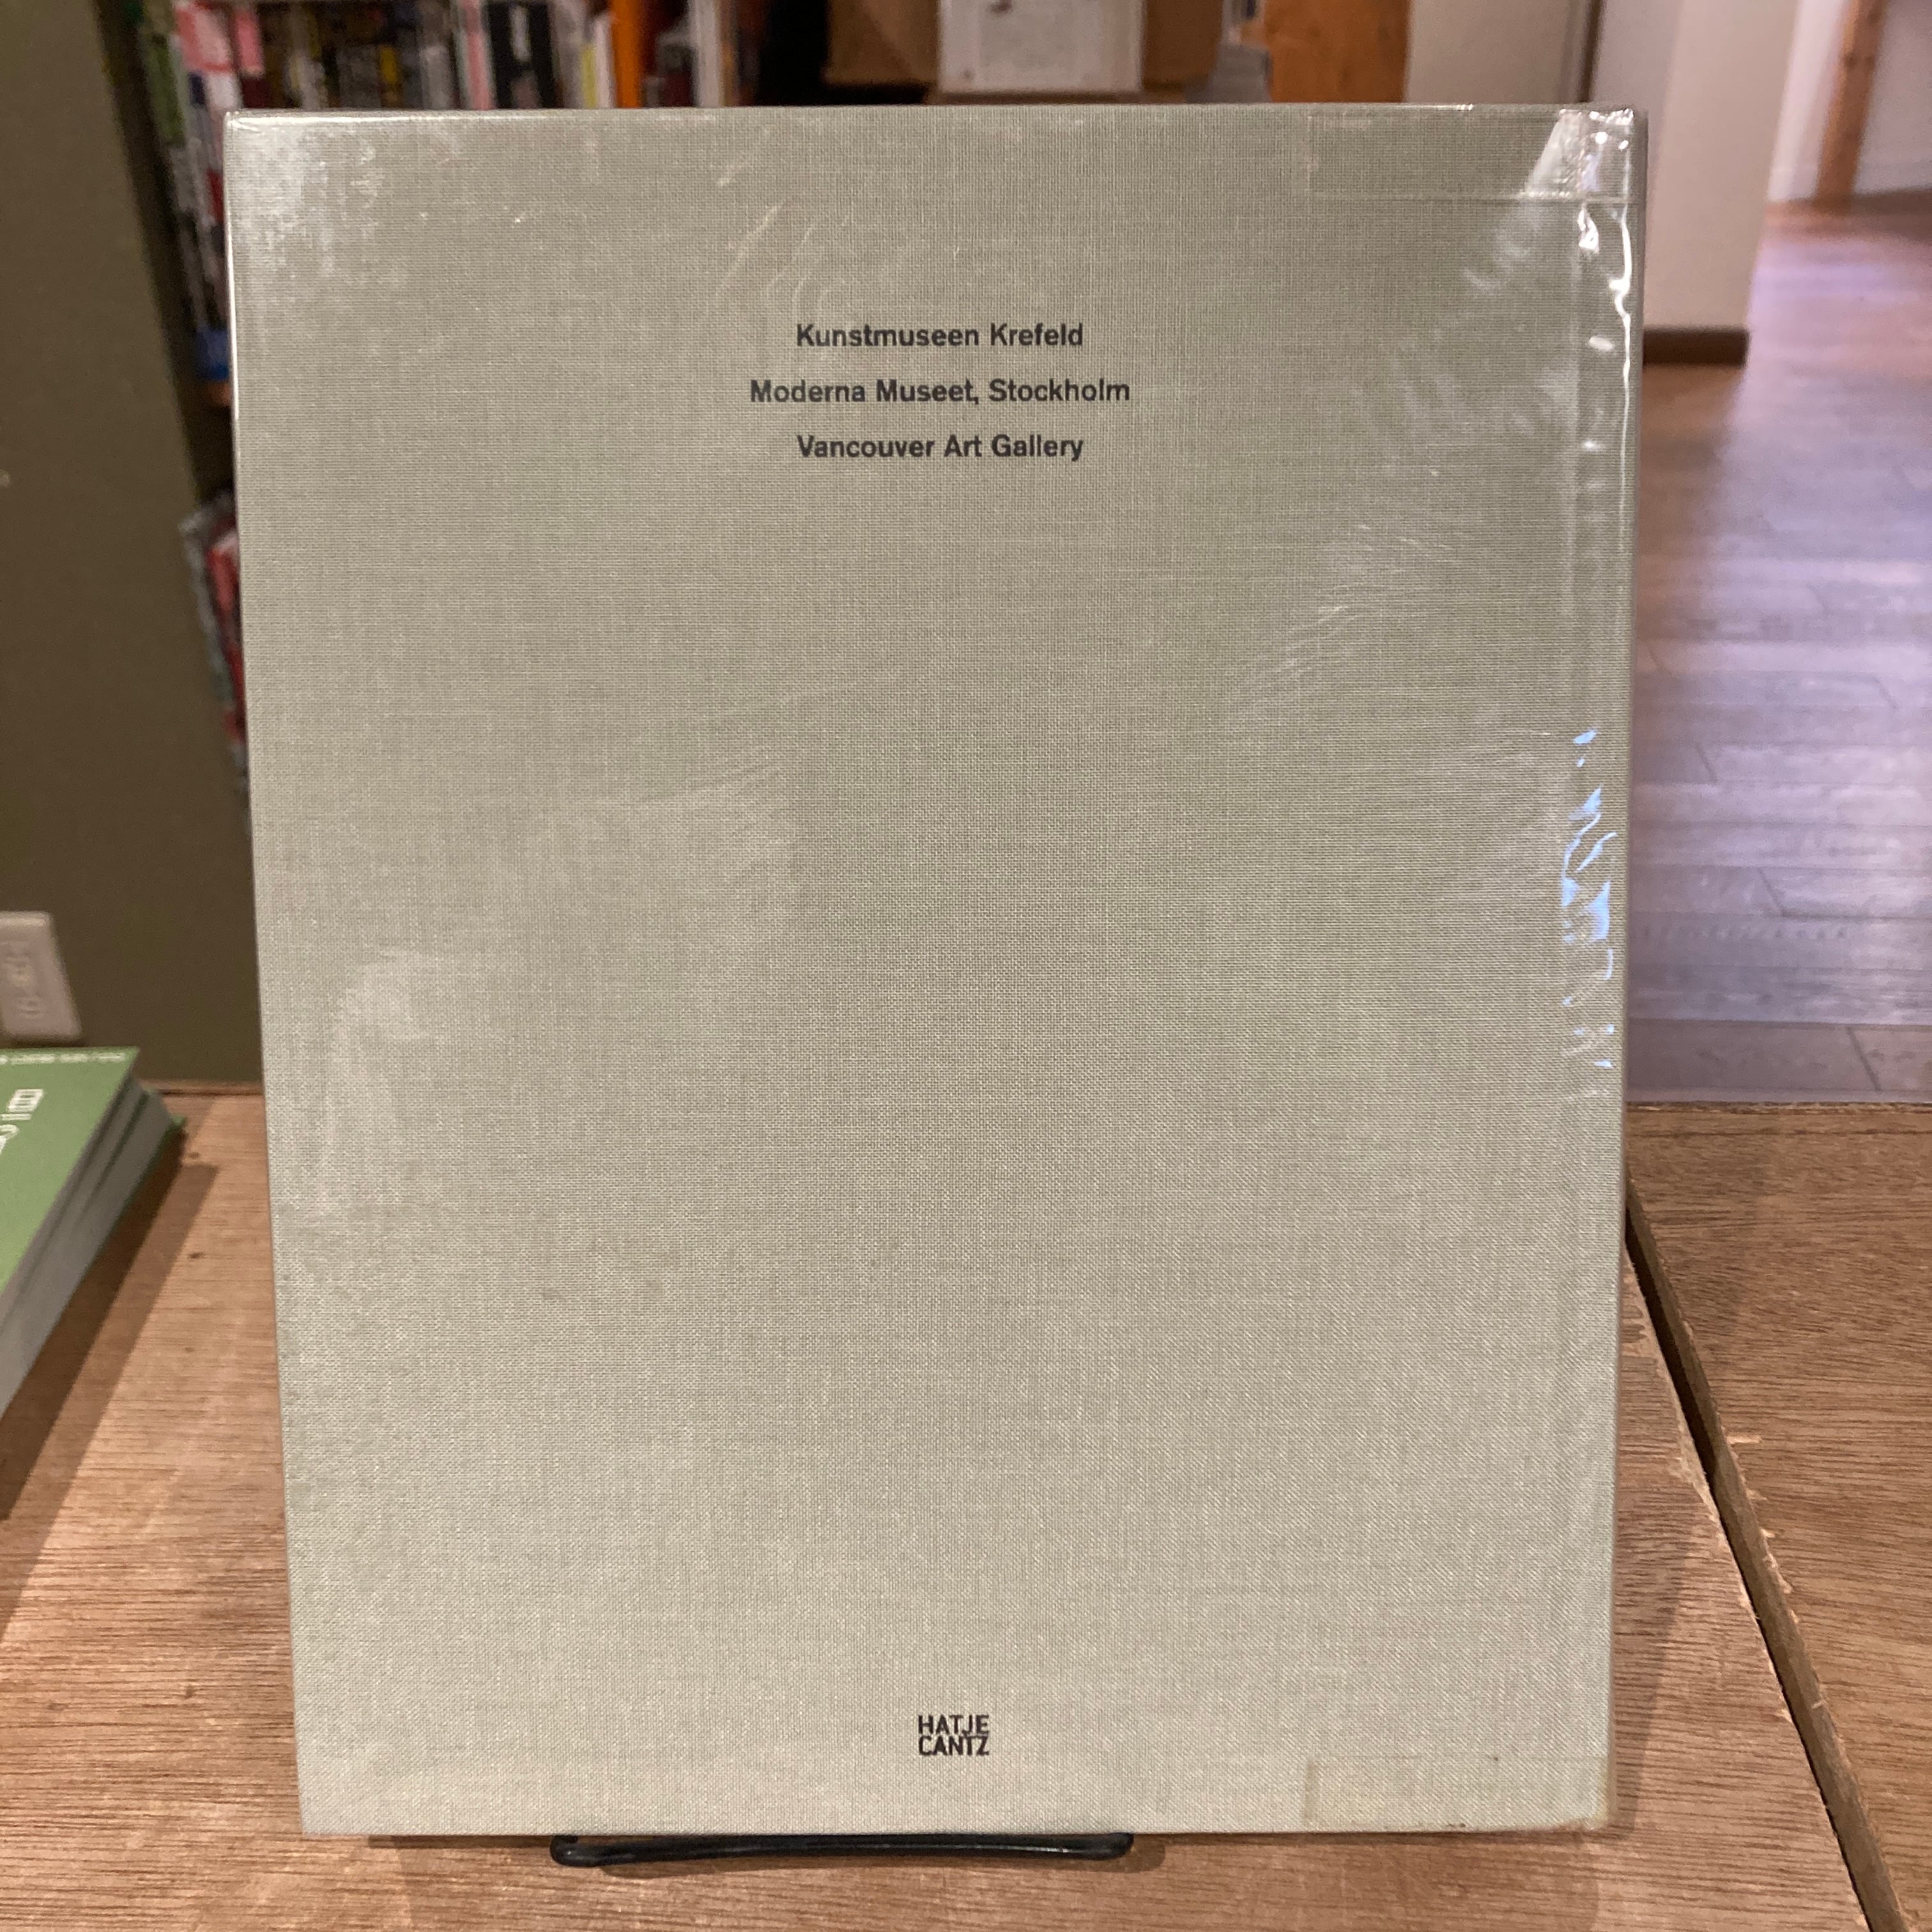 Kunstmuseen Krefeld
Moderna Museet, Stockholm
Vancouver Art Gallery
HATJE
CANTZ